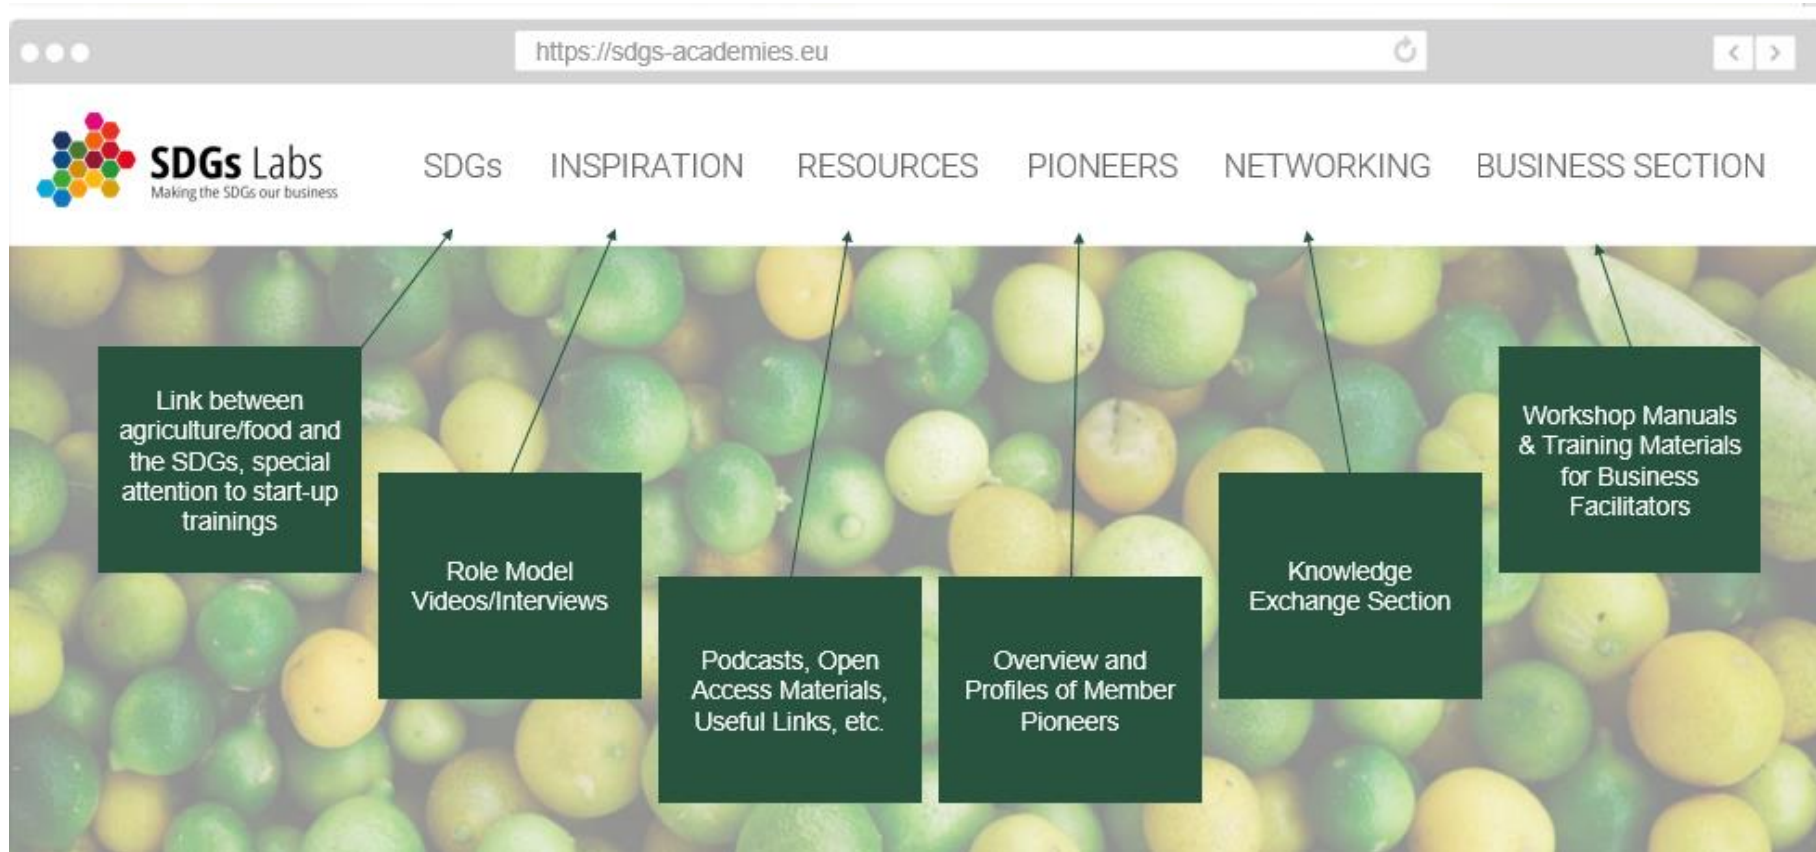 https://sdgs-academies.eu
SDGs Labs
Making the SDGs our business
SDGs
INSPIRATION
RESOURCES
PIONEERS
NETWORKING
BUSINESS SECTION
Link between
agriculture/food and
the SDGs, special
attention to start-up
trainings
Role Model
Videos/Interviews
Podcasts, Open
Access Materials,
Useful Links, etc.
Overview and
Profiles of Member
Pioneers
Knowledge
Exchange Section
Workshop Manuals
& Training Materials
for Business
Facilitators